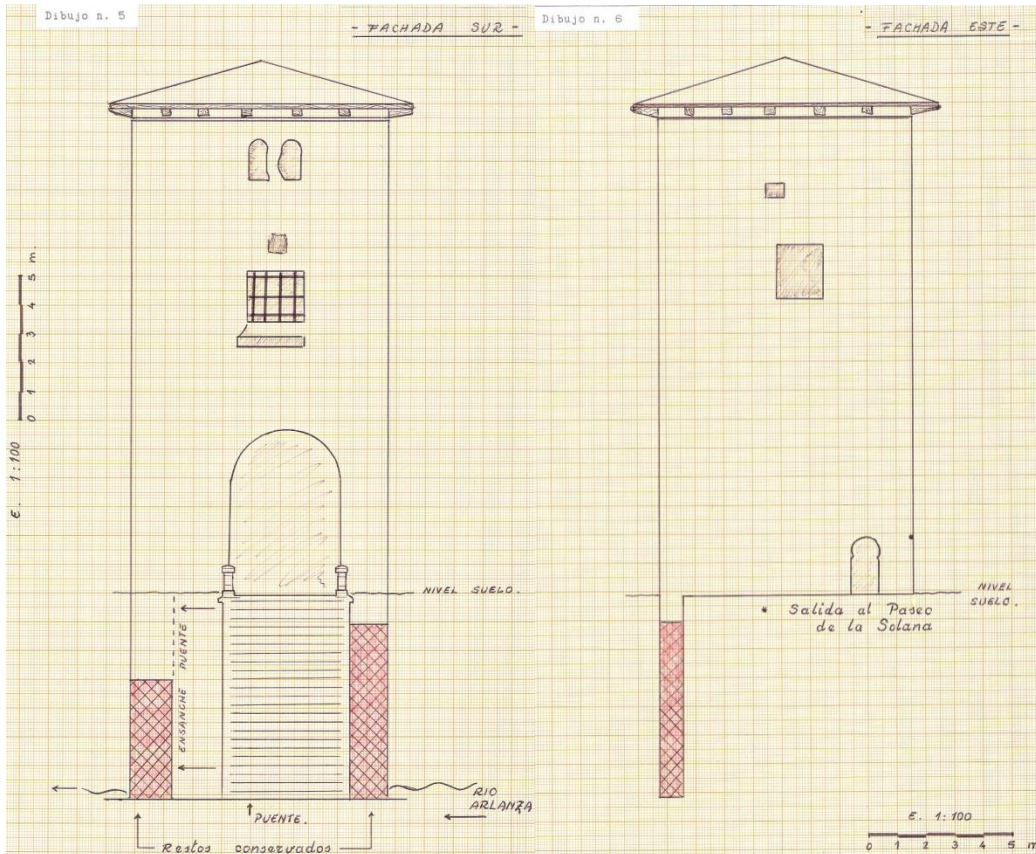 Dibujo n. 5
- FACHADA SUR -
0 1 2 3 4 5 m.
E. 1:100
NIVEL SUELO.
ENSANCHE PUENTE
RIO
ARLANZA
PUENTE.
Restos conservados
Dibujo n. 6
- FACHADA ESTE -
NIVEL
SUELO.
* Salida al Paseo
de la Solana
E. 1:100
0 1 2 3 4 5 m